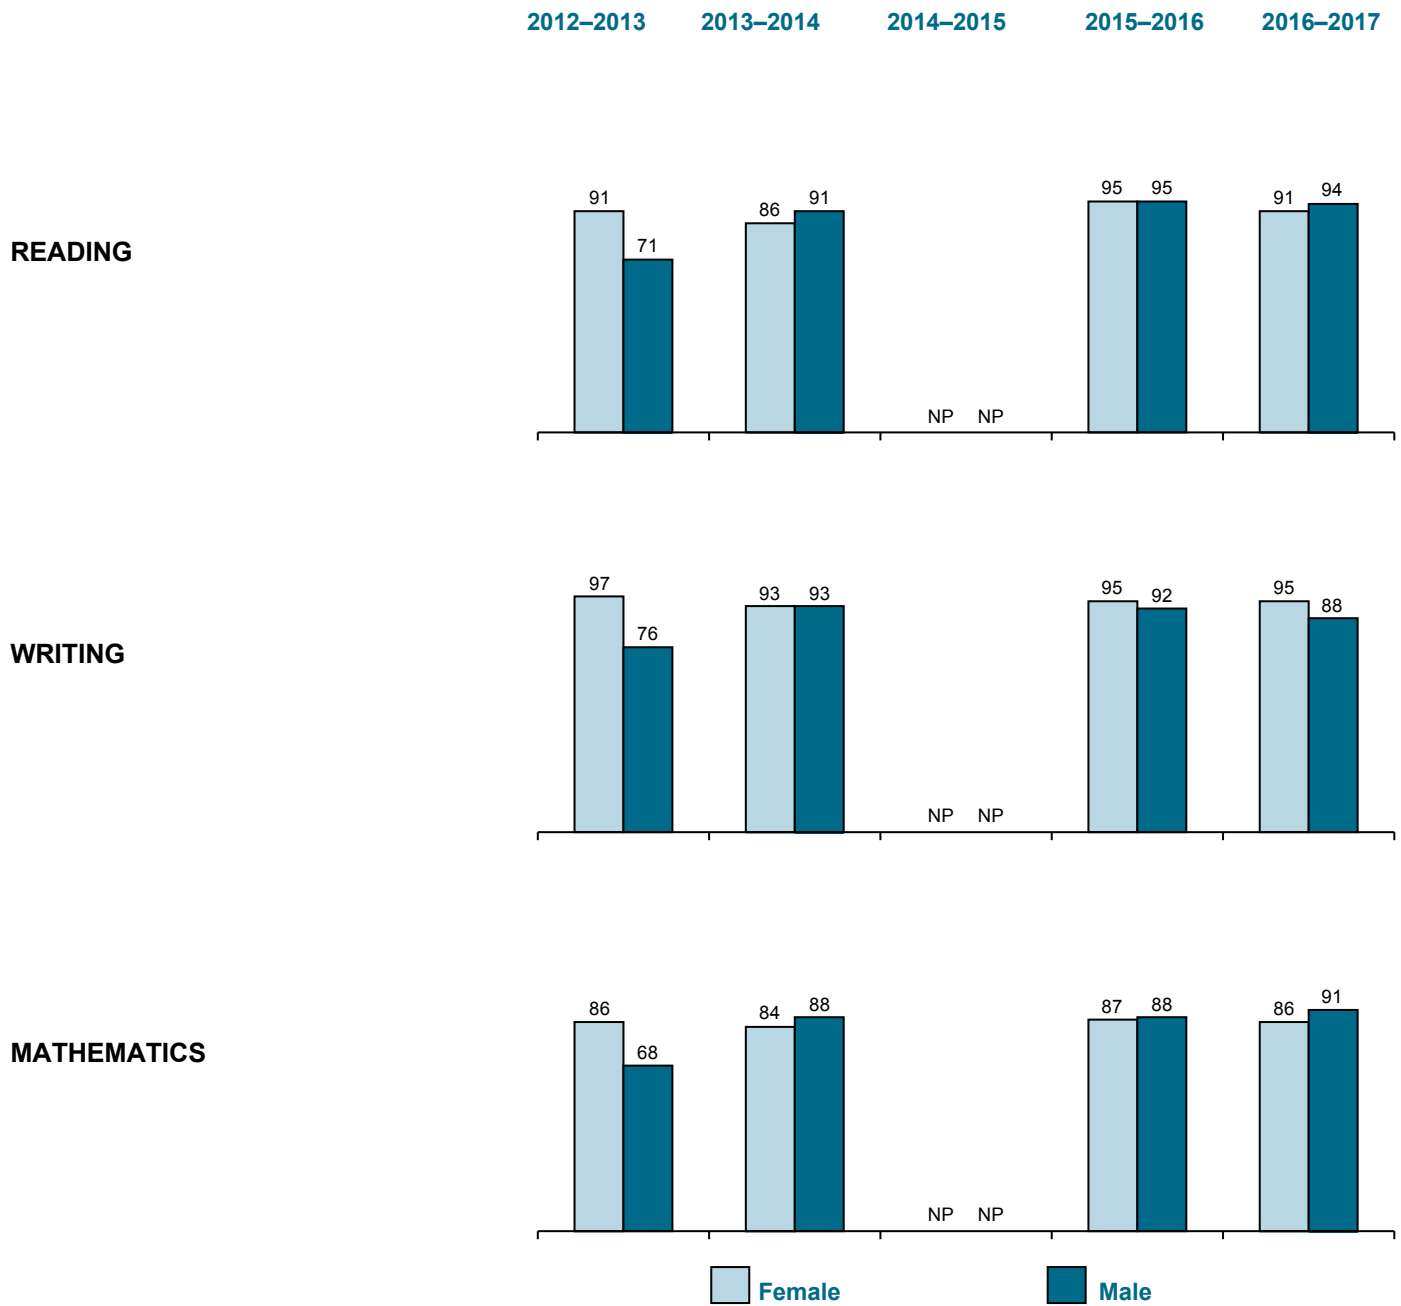 2012–2013 2013–2014 2014–2015 2015–2016 2016–2017
READING
91 71 86 91 NP NP 95 95 91 94
WRITING
97 76 93 93 NP NP 95 92 95 88
MATHEMATICS
86 68 84 88 NP NP 87 88 86 91
Female Male